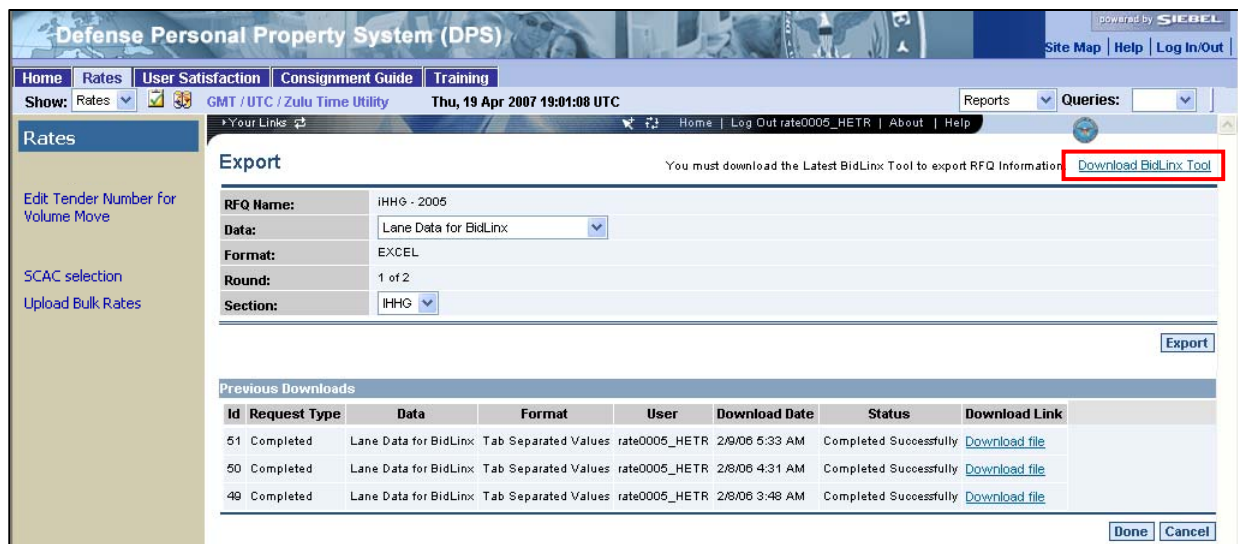 powered by SIEBEL
Defense Personal Property System (DPS)
Site Map | Help | Log In/Out |
Home Rates User Satisfaction Consignment Guide Training
Show: Rates GMT / UTC / Zulu Time Utility Thu, 19 Apr 2007 19:01:08 UTC Reports Queries:
Your Links Home | Log Out rate0005_HETR | About | Help
Rates
Export
You must download the Latest BidLinx Tool to export RFQ Information Download BidLinx Tool
Edit Tender Number for
Volume Move
SCAC selection
Upload Bulk Rates
RFQ Name: iHHG - 2005
Data: Lane Data for BidLinx
Format: EXCEL
Round: 1 of 2
Section: IHHG
Export
Previous Downloads
Id Request Type Data Format User Download Date Status Download Link
51 Completed Lane Data for BidLinx Tab Separated Values rate0005_HETR 2/9/06 5:33 AM Completed Successfully Download file
50 Completed Lane Data for BidLinx Tab Separated Values rate0005_HETR 2/8/06 4:31 AM Completed Successfully Download file
49 Completed Lane Data for BidLinx Tab Separated Values rate0005_HETR 2/8/06 3:48 AM Completed Successfully Download file
Done Cancel